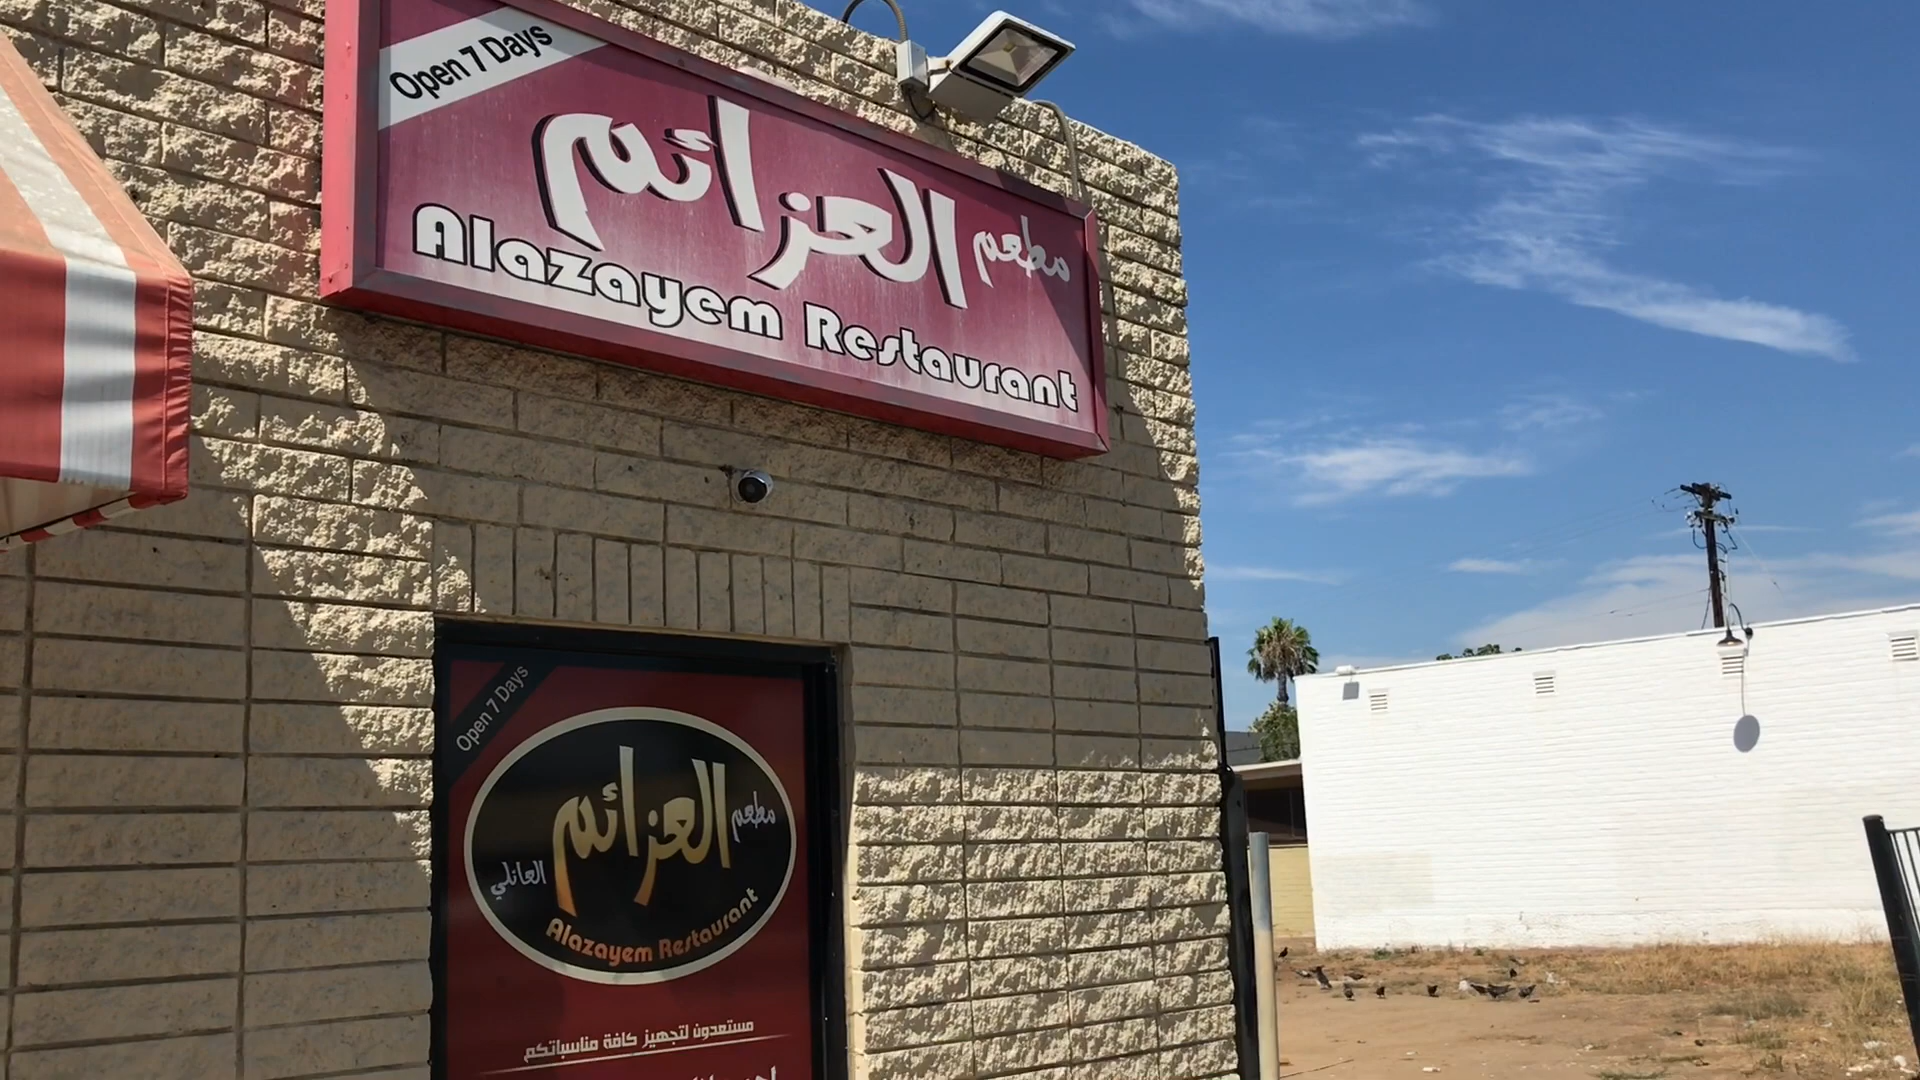 Open 7 Days
مطعم العزائم
Alazayem Restaurant
Open 7 Days
مطعم العزائم العائلي
Alazayem Restaurant
مستعدون لتجهيز كافة مناسباتكم